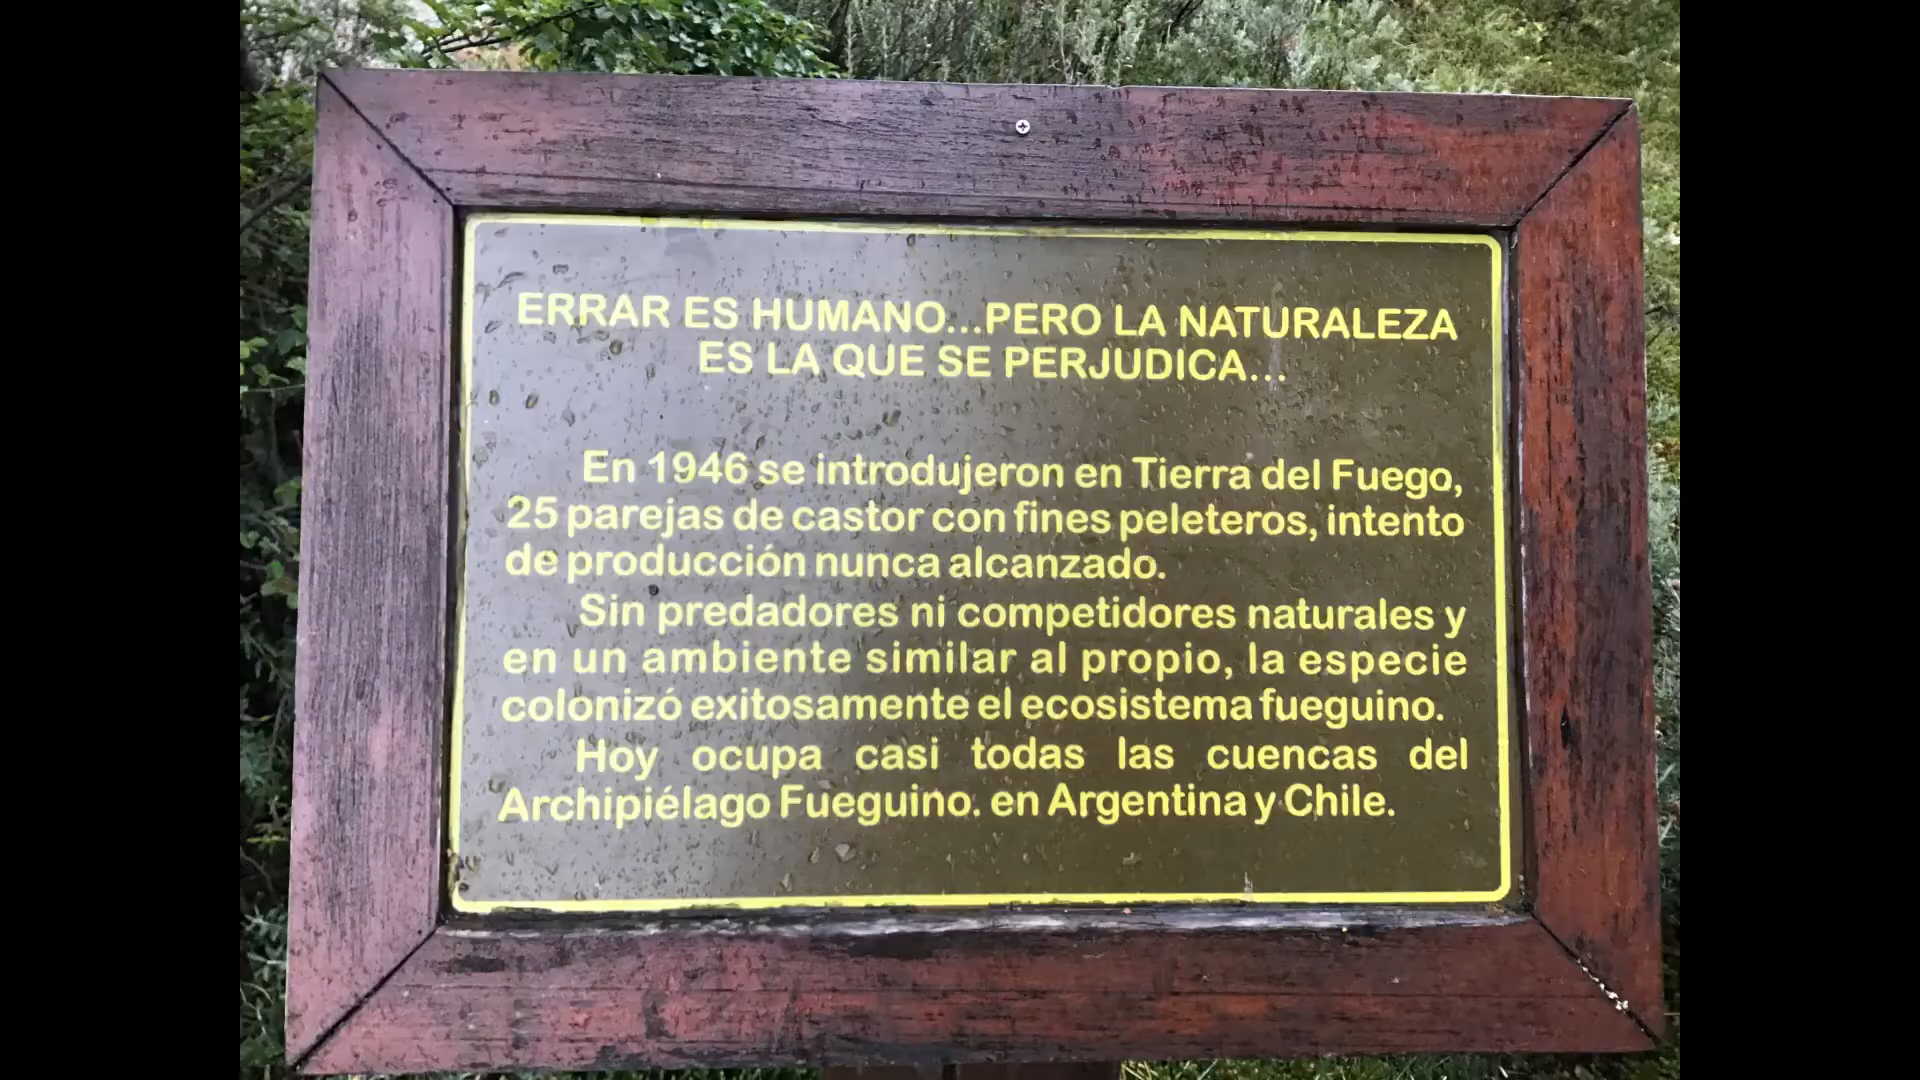 ERRAR ES HUMANO...PERO LA NATURALEZA
ES LA QUE SE PERJUDICA...
En 1946 se introdujeron en Tierra del Fuego,
25 parejas de castor con fines peleteros, intento
de producción nunca alcanzado.
Sin predadores ni competidores naturales y
en un ambiente similar al propio, la especie
colonizó exitosamente el ecosistema fueguino.
Hoy ocupa casi todas las cuencas del
Archipiélago Fueguino. en Argentina y Chile.